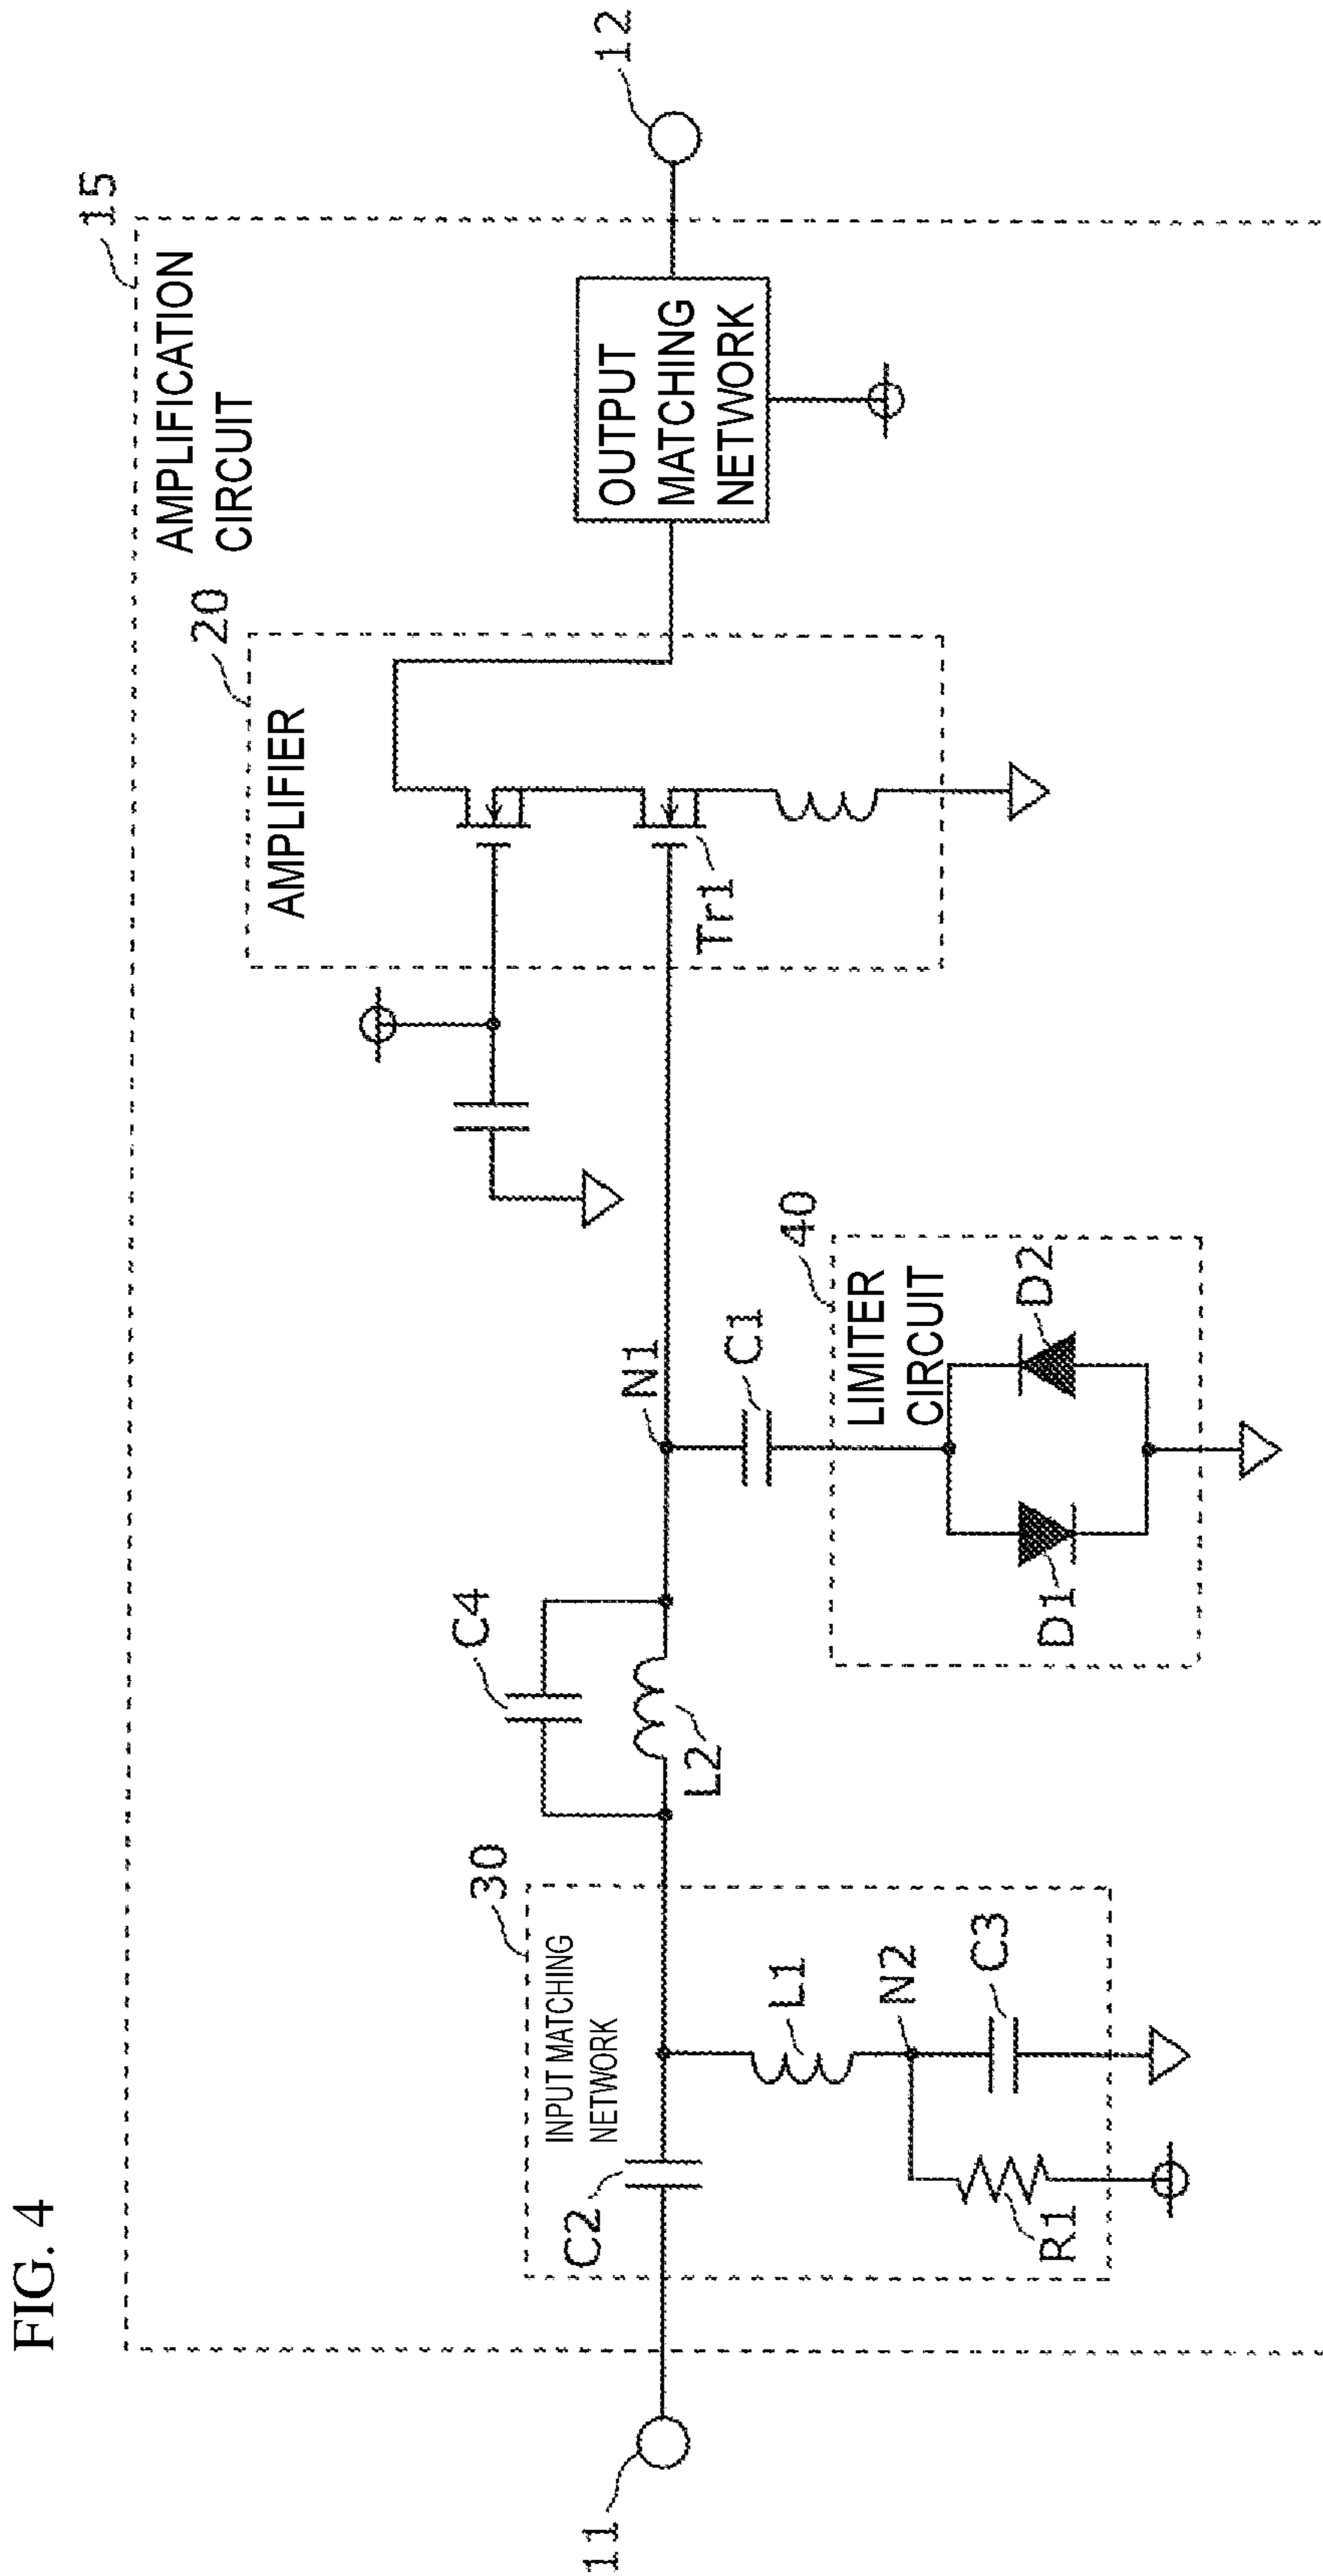 FIG. 4
15
AMPLIFICATION
CIRCUIT
20
AMPLIFIER
Tr1
OUTPUT
MATCHING
NETWORK
12
11
30
INPUT MATCHING
NETWORK
C2
L1
N2
C3
R1
C4
L2
N1
C1
40
LIMITER
CIRCUIT
D1
D2